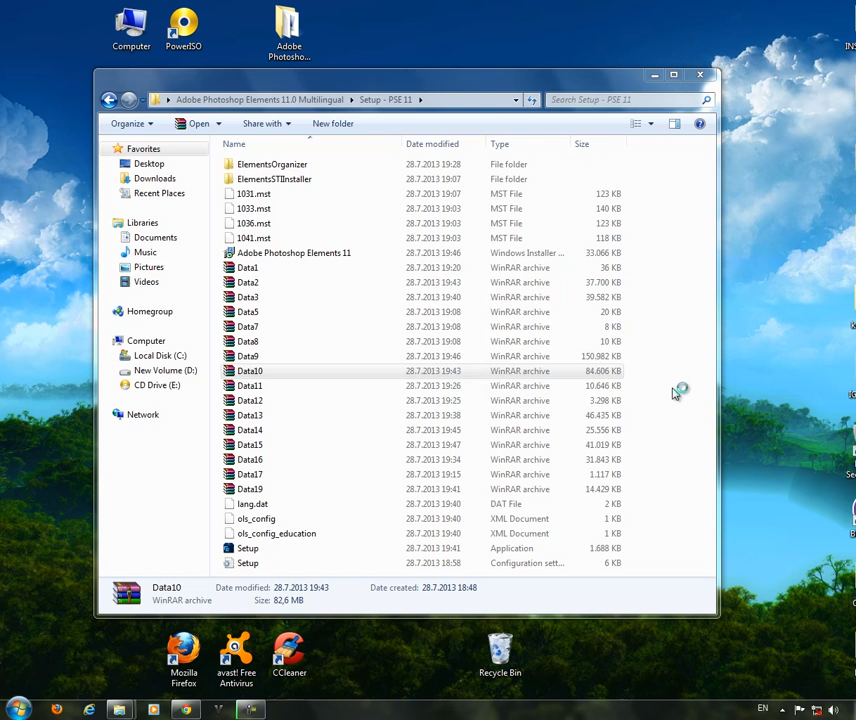 Computer
PowerISO
Adobe
Photosho...
Adobe Photoshop Elements 11.0 Multilingual
Setup - PSE 11
Search Setup - PSE 11
Organize
Open
Share with
New folder
Name
Date modified
Type
Size
Favorites
Desktop
Downloads
Recent Places
Libraries
Documents
Music
Pictures
Videos
Homegroup
Computer
Local Disk (C:)
New Volume (D:)
CD Drive (E:)
Network
ElementsOrganizer 28.7.2013 19:28 File folder
ElementsSTIInstaller 28.7.2013 19:07 File folder
1031.mst 28.7.2013 19:07 MST File 123 KB
1033.mst 28.7.2013 19:03 MST File 140 KB
1036.mst 28.7.2013 19:03 MST File 123 KB
1041.mst 28.7.2013 19:03 MST File 118 KB
Adobe Photoshop Elements 11 28.7.2013 19:46 Windows Installer ... 33.066 KB
Data1 28.7.2013 19:20 WinRAR archive 36 KB
Data2 28.7.2013 19:43 WinRAR archive 37.700 KB
Data3 28.7.2013 19:40 WinRAR archive 39.582 KB
Data5 28.7.2013 19:08 WinRAR archive 20 KB
Data7 28.7.2013 19:08 WinRAR archive 8 KB
Data8 28.7.2013 19:08 WinRAR archive 10 KB
Data9 28.7.2013 19:46 WinRAR archive 150.982 KB
Data10 28.7.2013 19:43 WinRAR archive 84.606 KB
Data11 28.7.2013 19:26 WinRAR archive 10.646 KB
Data12 28.7.2013 19:25 WinRAR archive 3.298 KB
Data13 28.7.2013 19:38 WinRAR archive 46.435 KB
Data14 28.7.2013 19:45 WinRAR archive 25.556 KB
Data15 28.7.2013 19:47 WinRAR archive 41.019 KB
Data16 28.7.2013 19:34 WinRAR archive 31.843 KB
Data17 28.7.2013 19:15 WinRAR archive 1.117 KB
Data19 28.7.2013 19:41 WinRAR archive 14.429 KB
lang.dat 28.7.2013 19:40 DAT File 2 KB
ols_config 28.7.2013 19:40 XML Document 1 KB
ols_config_education 28.7.2013 19:40 XML Document 1 KB
Setup 28.7.2013 19:41 Application 1.688 KB
Setup 28.7.2013 18:58 Configuration sett... 6 KB
Data10 Date modified: 28.7.2013 19:43 Date created: 28.7.2013 18:48
WinRAR archive Size: 82,6 MB
Mozilla
Firefox
avast! Free
Antivirus
CCleaner
Recycle Bin
EN